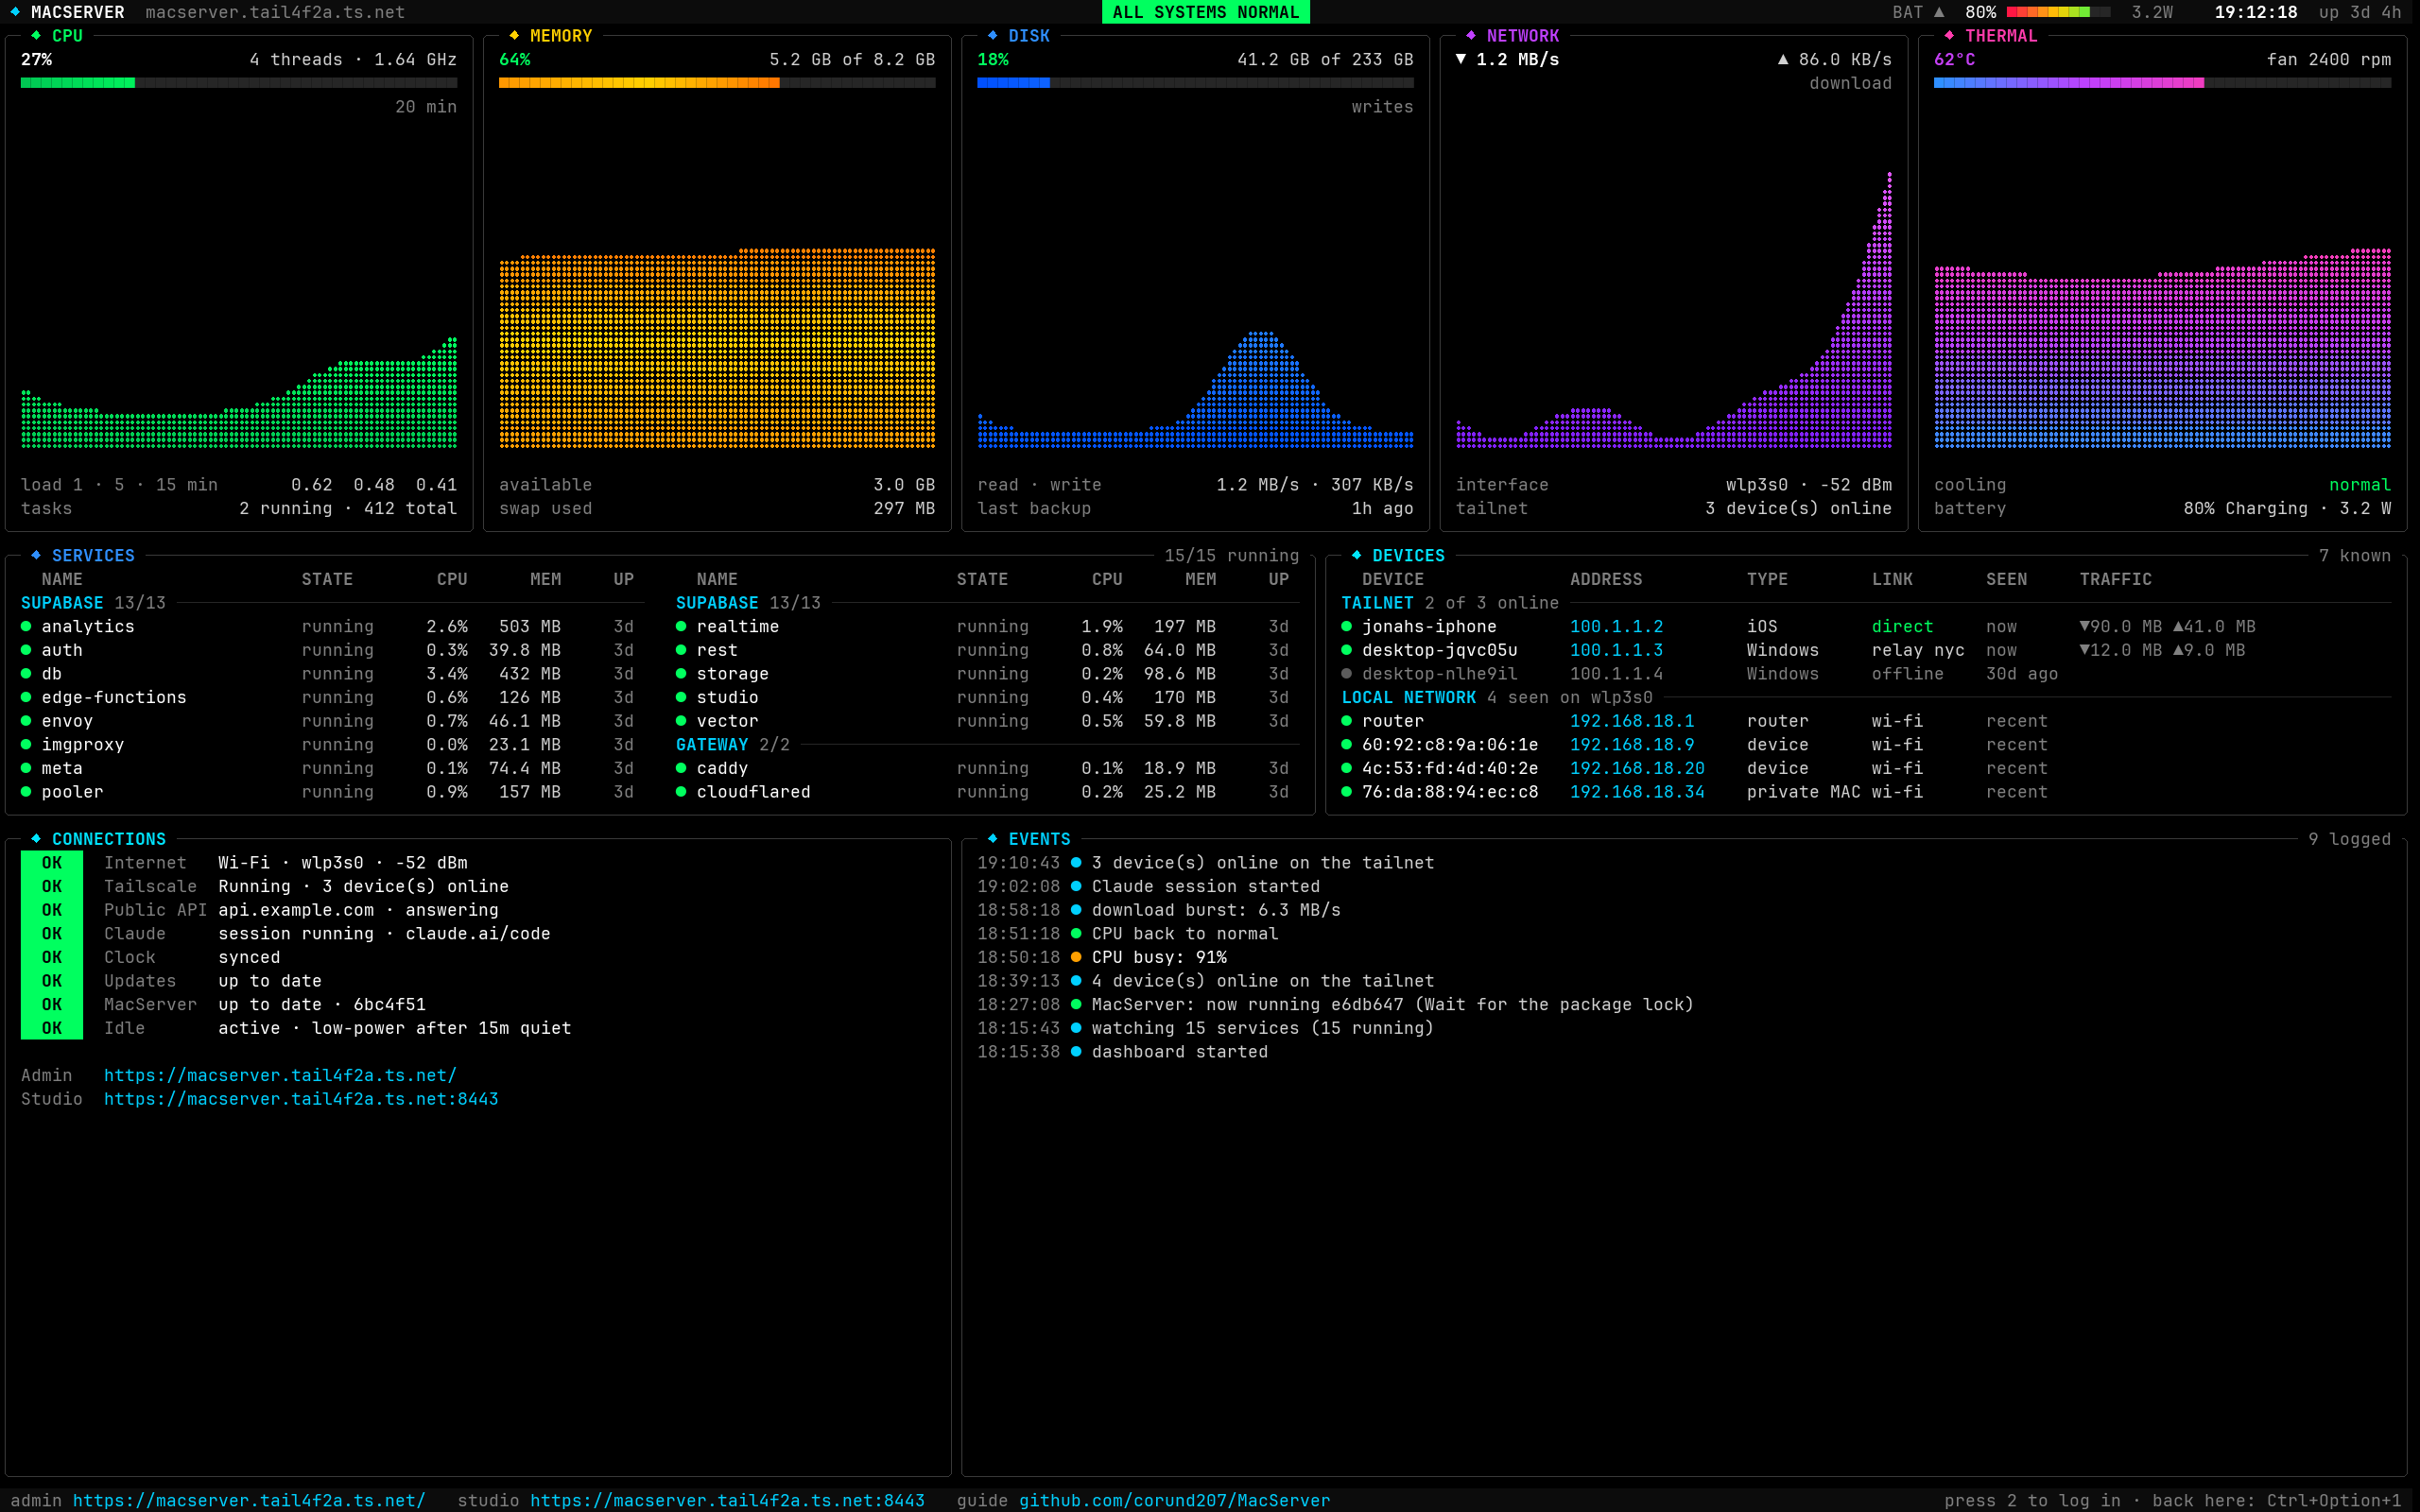 ◆ MACSERVER macserver.tail4f2a.ts.net ALL SYSTEMS NORMAL BAT ▲ 80% 3.2W 19:12:18 up 3d 4h
◆ CPU
27% 4 threads · 1.64 GHz
20 min
load 1 · 5 · 15 min 0.62 0.48 0.41
tasks 2 running · 412 total
◆ MEMORY
64% 5.2 GB of 8.2 GB
available 3.0 GB
swap used 297 MB
◆ DISK
18% 41.2 GB of 233 GB
writes
read · write 1.2 MB/s · 307 KB/s
last backup 1h ago
◆ NETWORK
▼ 1.2 MB/s ▲ 86.0 KB/s
download
interface wlp3s0 · -52 dBm
tailnet 3 device(s) online
◆ THERMAL
62°C fan 2400 rpm
cooling normal
battery 80% Charging · 3.2 W
◆ SERVICES 15/15 running
NAME STATE CPU MEM UP
SUPABASE 13/13
● analytics running 2.6% 503 MB 3d
● auth running 0.3% 39.8 MB 3d
● db running 3.4% 432 MB 3d
● edge-functions running 0.6% 126 MB 3d
● envoy running 0.7% 46.1 MB 3d
● imgproxy running 0.0% 23.1 MB 3d
● meta running 0.1% 74.4 MB 3d
● pooler running 0.9% 157 MB 3d
NAME STATE CPU MEM UP
SUPABASE 13/13
● realtime running 1.9% 197 MB 3d
● rest running 0.8% 64.0 MB 3d
● storage running 0.2% 98.6 MB 3d
● studio running 0.4% 170 MB 3d
● vector running 0.5% 59.8 MB 3d
GATEWAY 2/2
● caddy running 0.1% 18.9 MB 3d
● cloudflared running 0.2% 25.2 MB 3d
◆ DEVICES 7 known
DEVICE ADDRESS TYPE LINK SEEN TRAFFIC
TAILNET 2 of 3 online
● jonahs-iphone 100.1.1.2 iOS direct now ▼90.0 MB ▲41.0 MB
● desktop-jqvc05u 100.1.1.3 Windows relay nyc now ▼12.0 MB ▲9.0 MB
● desktop-nlhe9il 100.1.1.4 Windows offline 30d ago
LOCAL NETWORK 4 seen on wlp3s0
● router 192.168.18.1 router wi-fi recent
● 60:92:c8:9a:06:1e 192.168.18.9 device wi-fi recent
● 4c:53:fd:4d:40:2e 192.168.18.20 device wi-fi recent
● 76:da:88:94:ec:c8 192.168.18.34 private MAC wi-fi recent
◆ CONNECTIONS
OK Internet Wi-Fi · wlp3s0 · -52 dBm
OK Tailscale Running · 3 device(s) online
OK Public API api.example.com · answering
OK Claude session running · claude.ai/code
OK Clock synced
OK Updates up to date
OK MacServer up to date · 6bc4f51
OK Idle active · low-power after 15m quiet
Admin https://macserver.tail4f2a.ts.net/
Studio https://macserver.tail4f2a.ts.net:8443
◆ EVENTS 9 logged
19:10:43 ● 3 device(s) online on the tailnet
19:02:08 ● Claude session started
18:58:18 ● download burst: 6.3 MB/s
18:51:18 ● CPU back to normal
18:50:18 ● CPU busy: 91%
18:39:13 ● 4 device(s) online on the tailnet
18:27:08 ● MacServer: now running e6db647 (Wait for the package lock)
18:15:43 ● watching 15 services (15 running)
18:15:38 ● dashboard started
admin https://macserver.tail4f2a.ts.net/ studio https://macserver.tail4f2a.ts.net:8443 guide github.com/corund207/MacServer press 2 to log in · back here: Ctrl+Option+1